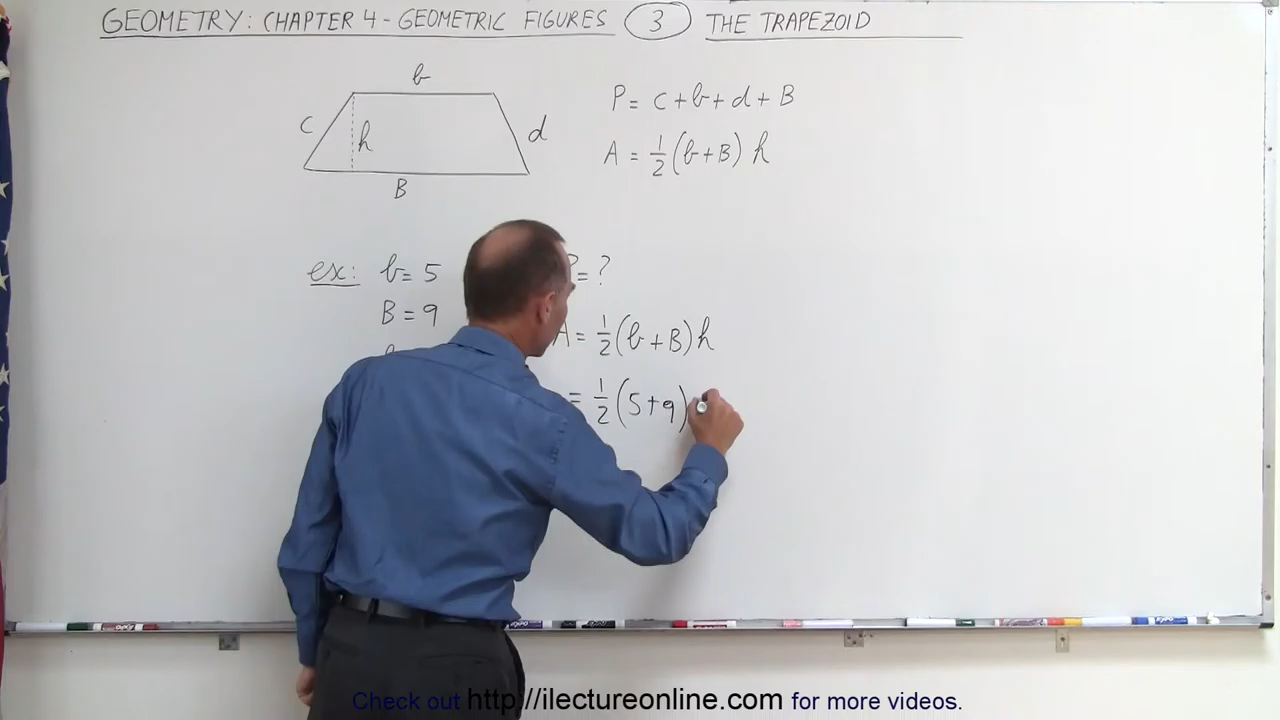 GEOMETRY: CHAPTER 4 - GEOMETRIC FIGURES 3 THE TRAPEZOID
b
c h d
B
P = c + b + d + B
A = 1/2 (b + B) h
ex: b = 5
B = 9
= ?
A = 1/2 (b + B) h
= 1/2 (5 + 9)
Check out http://ilectureonline.com for more videos.